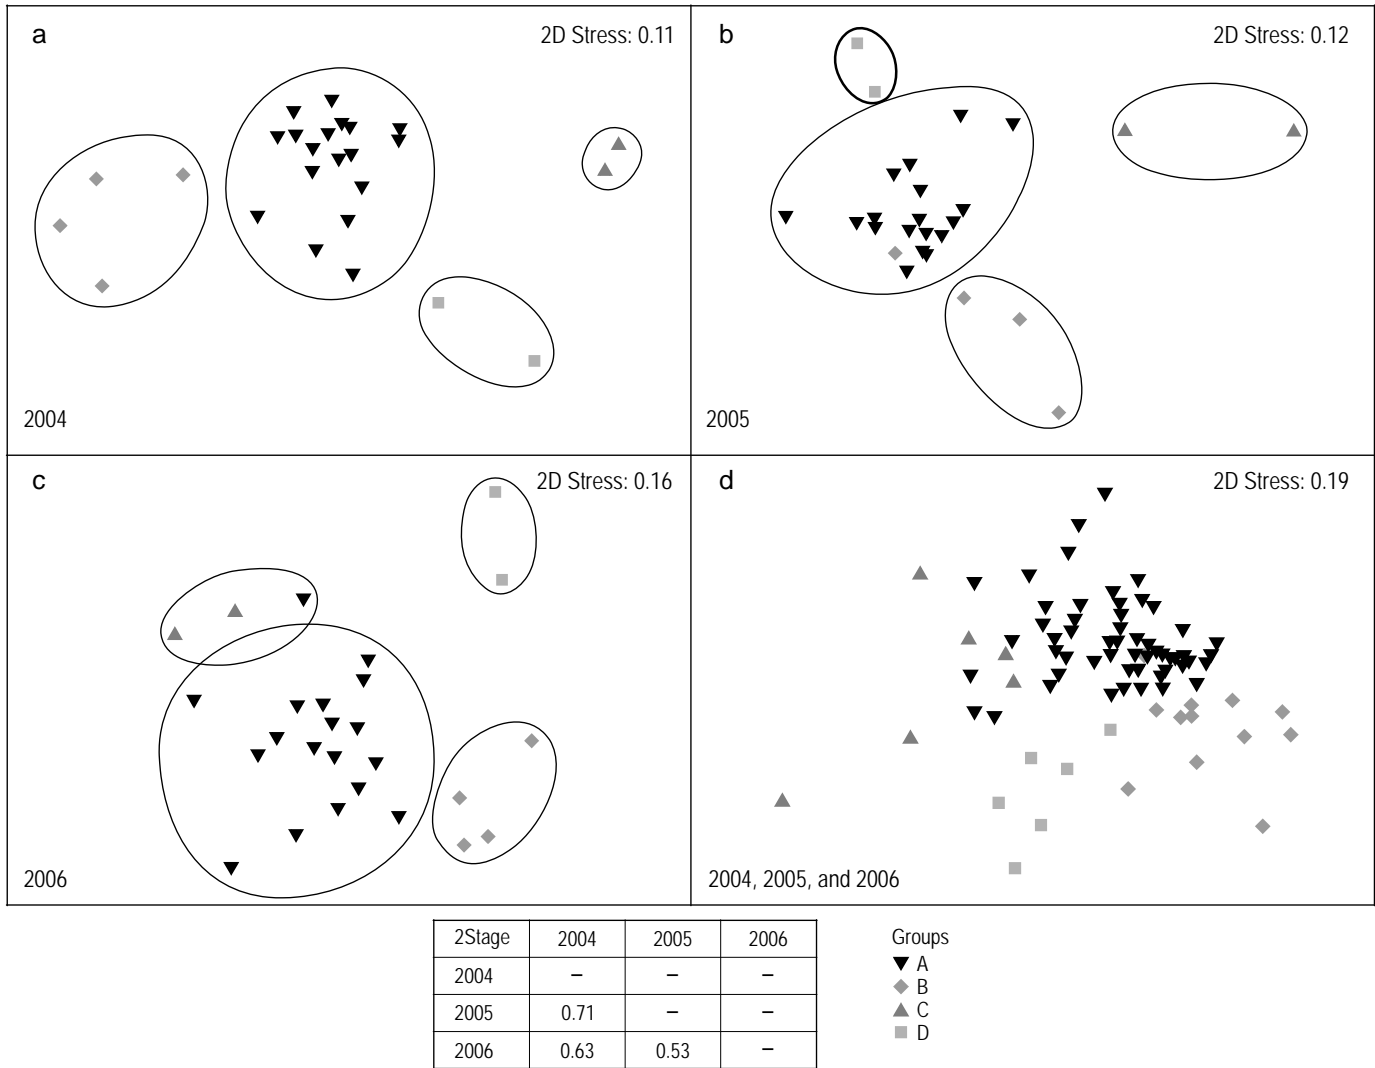 a
2D Stress: 0.11
2004
b
2D Stress: 0.12
2005
c
2D Stress: 0.16
2006
d
2D Stress: 0.19
2004, 2005, and 2006
2Stage 2004 2005 2006
2004 – – –
2005 0.71 – –
2006 0.63 0.53 –
Groups
A
B
C
D